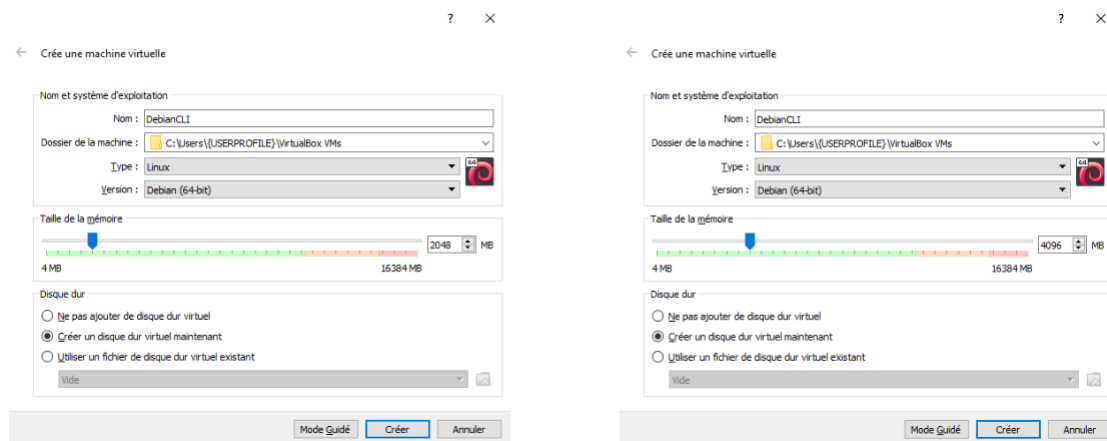 ?
Crée une machine virtuelle
Nom et système d'exploitation
Nom : DebianCLI
Dossier de la machine : C:\Users\{USERPROFILE}\VirtualBox VMs
Type : Linux
64
Version : Debian (64-bit)
Taille de la mémoire
2048 MB
4 MB 16384 MB
Disque dur
Ne pas ajouter de disque dur virtuel
Créer un disque dur virtuel maintenant
Utiliser un fichier de disque dur virtuel existant
Vide
Mode Guidé Créer Annuler
?
Crée une machine virtuelle
Nom et système d'exploitation
Nom : DebianCLI
Dossier de la machine : C:\Users\{USERPROFILE}\VirtualBox VMs
Type : Linux
64
Version : Debian (64-bit)
Taille de la mémoire
4096 MB
4 MB 16384 MB
Disque dur
Ne pas ajouter de disque dur virtuel
Créer un disque dur virtuel maintenant
Utiliser un fichier de disque dur virtuel existant
Vide
Mode Guidé Créer Annuler